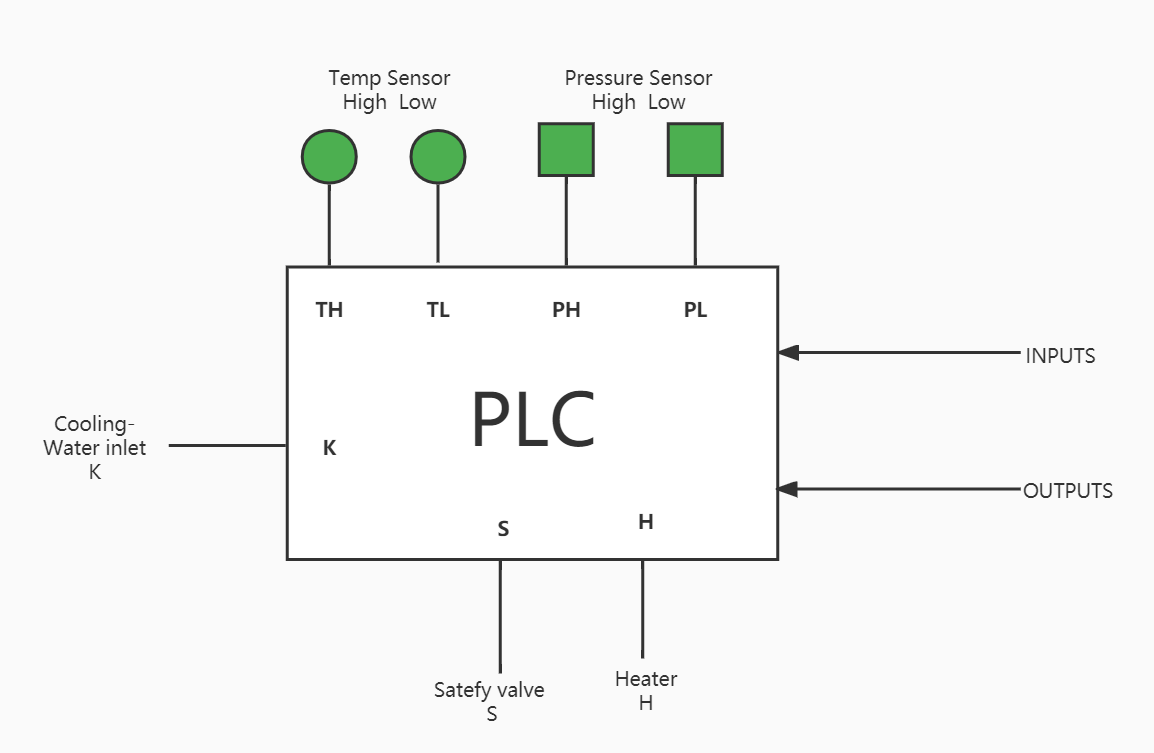 Temp Sensor
High  Low
Pressure Sensor
High  Low
TH
TL
PH
PL
INPUTS
PLC
Cooling-
Water inlet
K
K
OUTPUTS
S
H
Satefy valve
S
Heater
H